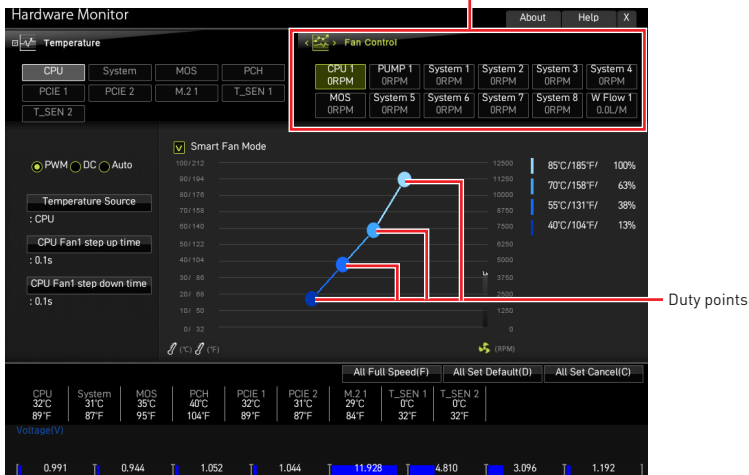 Hardware Monitor
About Help X
Temperature
Fan Control
CPU System MOS PCH
PCIE 1 PCIE 2 M.2 1 T_SEN 1
T_SEN 2
CPU 1 PUMP 1 System 1 System 2 System 3 System 4
0RPM 0RPM 0RPM 0RPM 0RPM 0RPM
MOS System 5 System 6 System 7 System 8 W Flow 1
0RPM 0RPM 0RPM 0RPM 0RPM 0.0L/M
PWM DC Auto
Temperature Source
: CPU
CPU Fan1 step up time
: 0.1s
CPU Fan1 step down time
: 0.1s
V Smart Fan Mode
100/212 12500
90/194 11250
80/176 10000
70/158 8750
60/140 7500
50/122 6250
40/104 5000
30/ 86 3750
20/ 68 2500
10/ 50 1250
0/ 32 0
(°C) (°F) (RPM)
85°C/185°F/ 100%
70°C/158°F/ 63%
55°C/131°F/ 38%
40°C/104°F/ 13%
Duty points
All Full Speed(F) All Set Default(D) All Set Cancel(C)
CPU System MOS PCH PCIE 1 PCIE 2 M.2 1 T_SEN 1 T_SEN 2
32°C 31°C 35°C 40°C 32°C 31°C 29°C 0°C 0°C
89°F 87°F 95°F 104°F 89°F 87°F 84°F 32°F 32°F
Voltage(V)
0.991 0.944 1.052 1.044 11.928 4.810 3.096 1.192